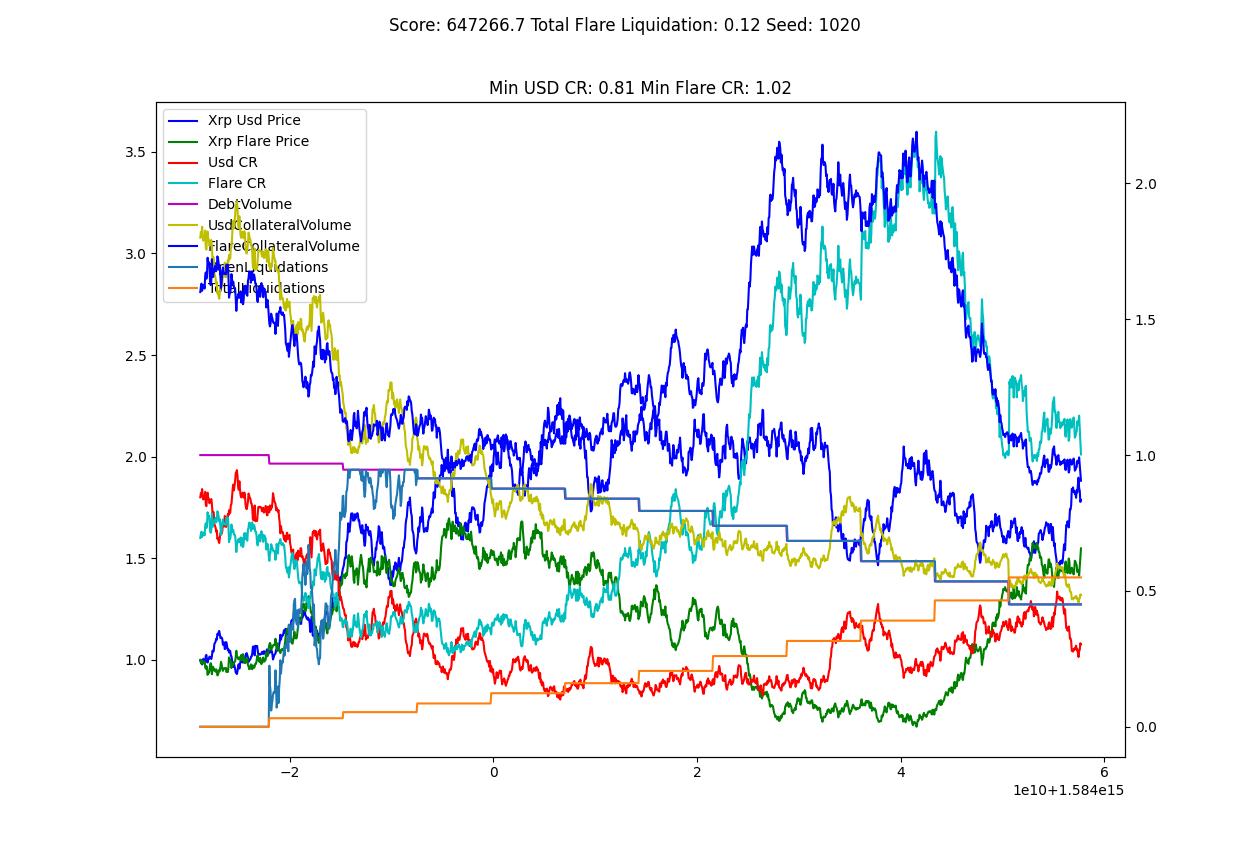 Score: 647266.7 Total Flare Liquidation: 0.12 Seed: 1020
Min USD CR: 0.81 Min Flare CR: 1.02
Xrp Usd Price
Xrp Flare Price
Usd CR
Flare CR
DebtVolume
UsdCollateralVolume
FlareCollateralVolume
OpenLiquidations
TotalLiquidations
3.5
3.0
2.5
2.0
1.5
1.0
2.0
1.5
1.0
0.5
0.0
−2
0
2
4
6
1e10+1.584e15